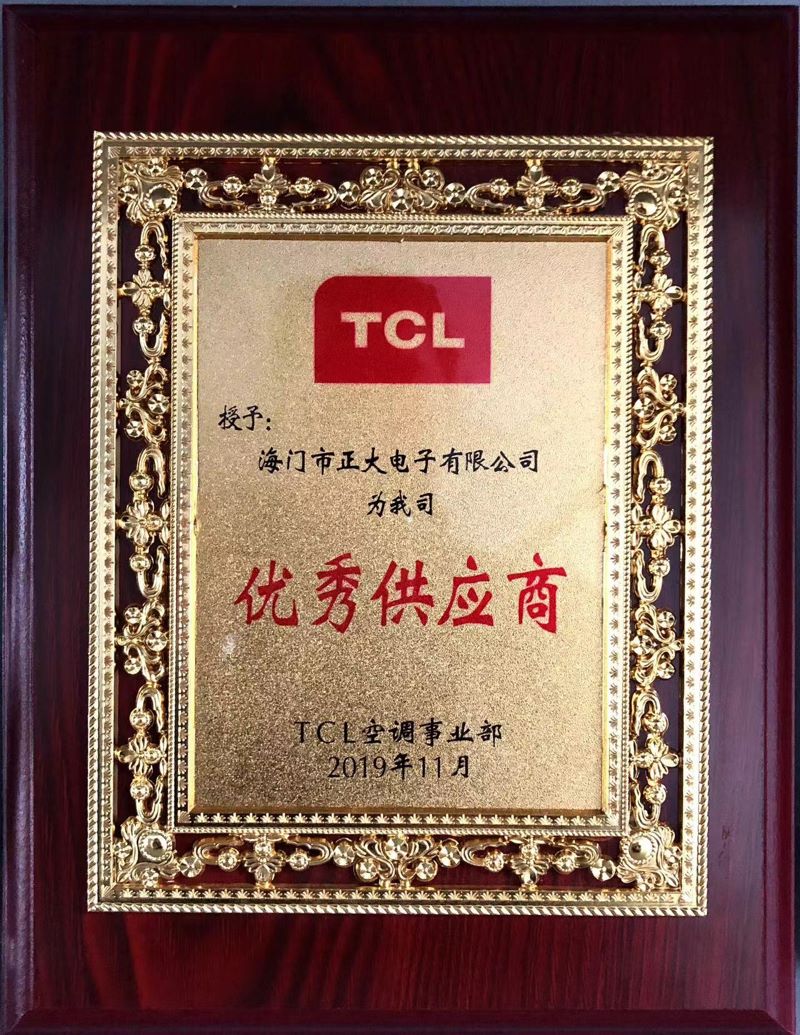 TCL
授予：
海门市正大电子有限公司
为我司
优秀供应商
TCL空调事业部
2019年11月